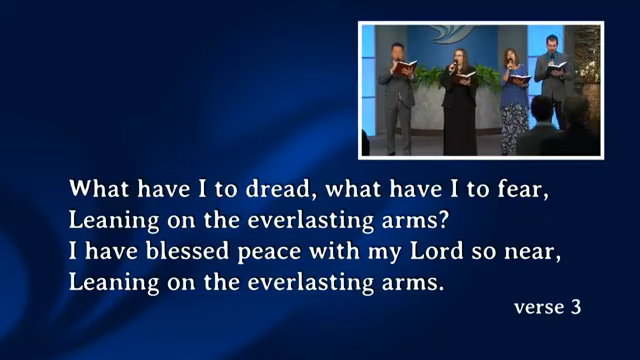 What have I to dread, what have I to fear,
Leaning on the everlasting arms?
I have blessed peace with my Lord so near,
Leaning on the everlasting arms.
verse 3